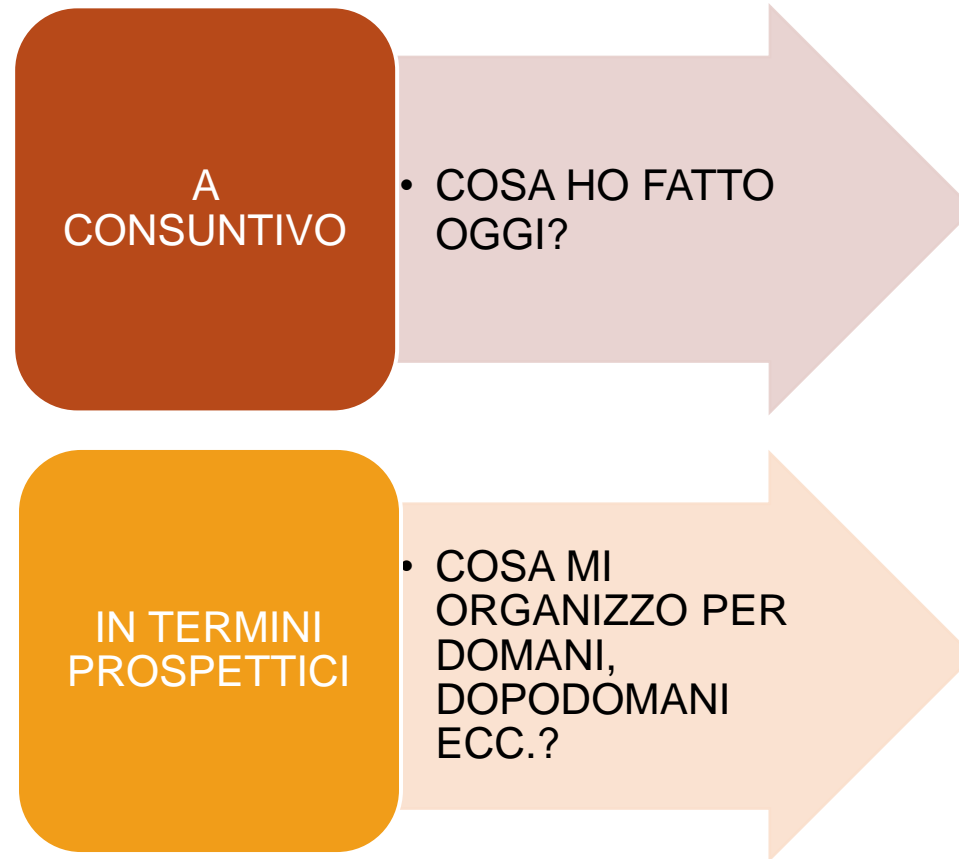 A
CONSUNTIVO
• COSA HO FATTO
OGGI?
IN TERMINI
PROSPETTICI
• COSA MI
ORGANIZZO PER
DOMANI,
DOPODOMANI
ECC.?